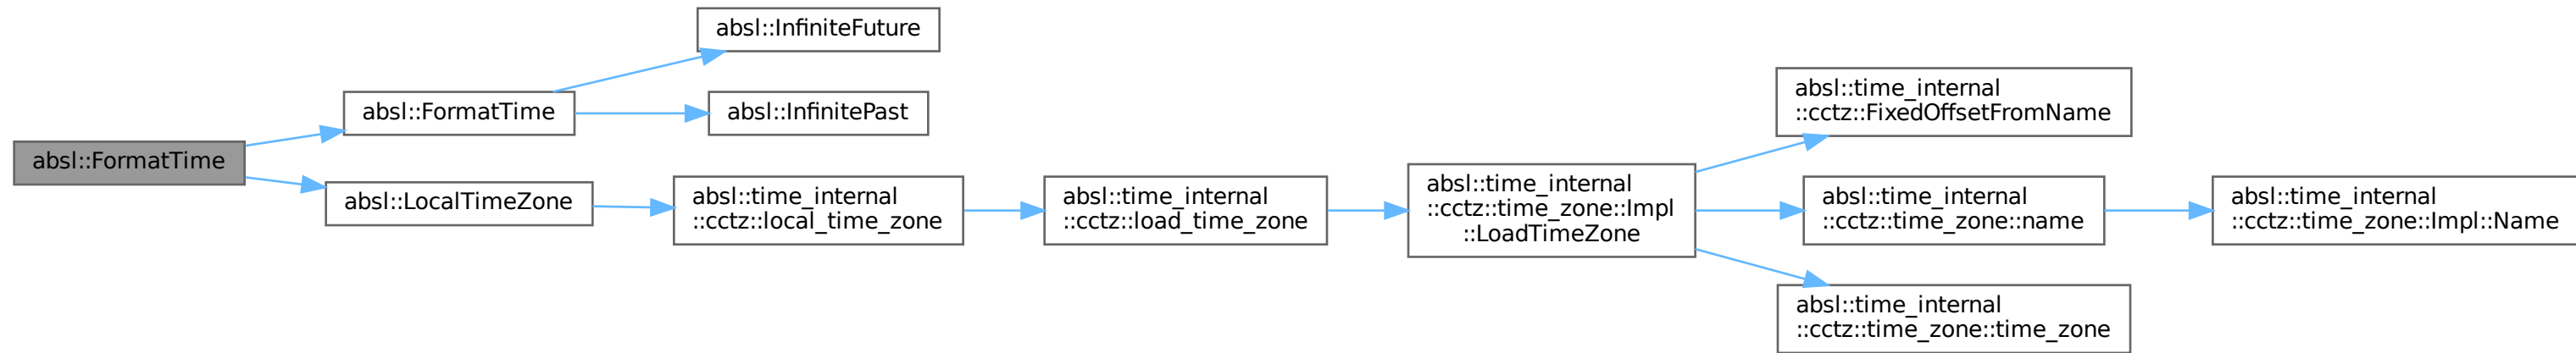 absl::FormatTime
absl::FormatTime
absl::InfiniteFuture
absl::InfinitePast
absl::LocalTimeZone
absl::time_internal
::cctz::local_time_zone
absl::time_internal
::cctz::load_time_zone
absl::time_internal
::cctz::time_zone::Impl
::LoadTimeZone
absl::time_internal
::cctz::FixedOffsetFromName
absl::time_internal
::cctz::time_zone::name
absl::time_internal
::cctz::time_zone::Impl::Name
absl::time_internal
::cctz::time_zone::time_zone